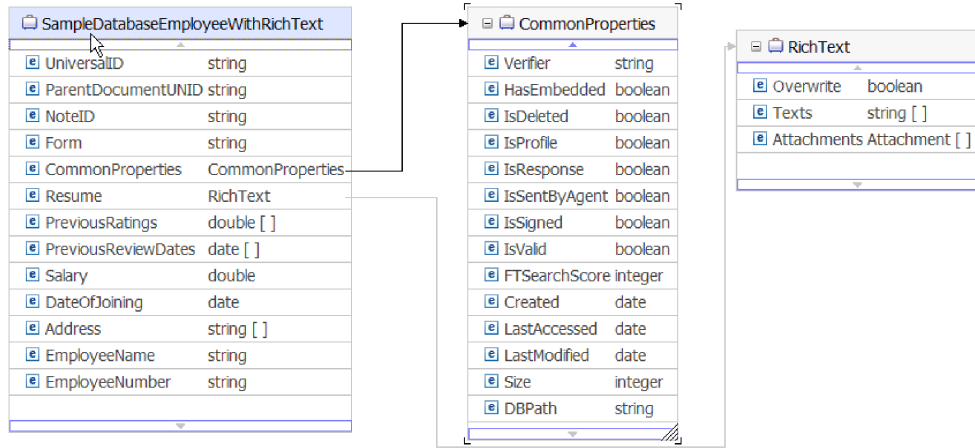 SampleDatabaseEmployeeWithRichText
UniversalID string
ParentDocumentUNID string
NoteID string
Form string
CommonProperties CommonProperties
Resume RichText
PreviousRatings double [ ]
PreviousReviewDates date [ ]
Salary double
DateOfJoining date
Address string [ ]
EmployeeName string
EmployeeNumber string
CommonProperties
Verifier string
HasEmbedded boolean
IsDeleted boolean
IsProfile boolean
IsResponse boolean
IsSentByAgent boolean
IsSigned boolean
IsValid boolean
FTSearchScore integer
Created date
LastAccessed date
LastModified date
Size integer
DBPath string
RichText
Overwrite boolean
Texts string [ ]
Attachments Attachment [ ]